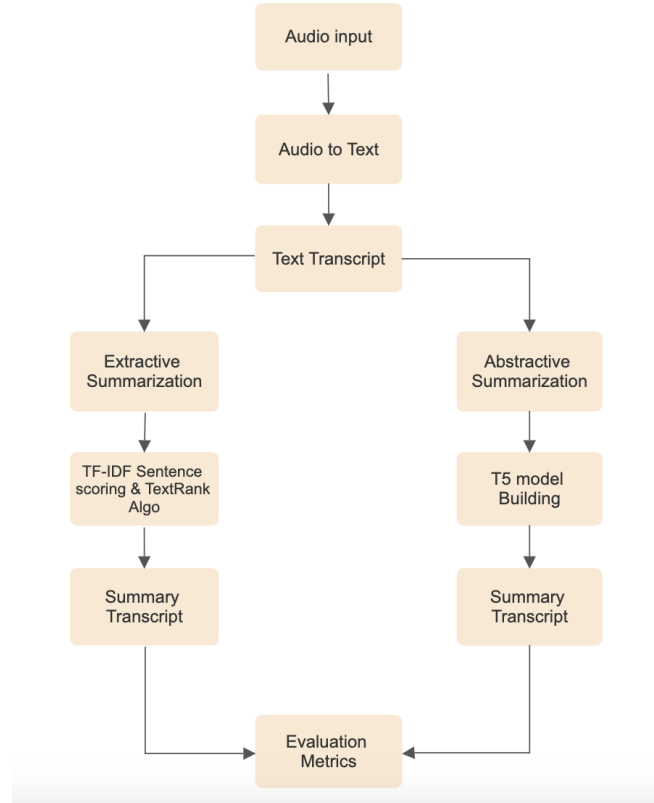 Audio input
Audio to Text
Text Transcript
Extractive
Summarization
Abstractive
Summarization
TF-IDF Sentence
scoring & TextRank
Algo
T5 model
Building
Summary
Transcript
Summary
Transcript
Evaluation
Metrics